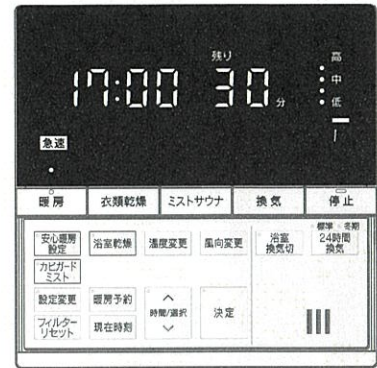 残り
高
17:00 30分
中
低
急速
暖房 衣類乾燥 ミストサウナ 換気 停止
標準 冬期
安心暖房
設定
浴室乾燥 温度変更 風向変更
浴室
換気切
24時間
換気
カビガード
ミスト
設定変更 暖房予約
時間/選択
決定
フィルター
リセット
現在時刻